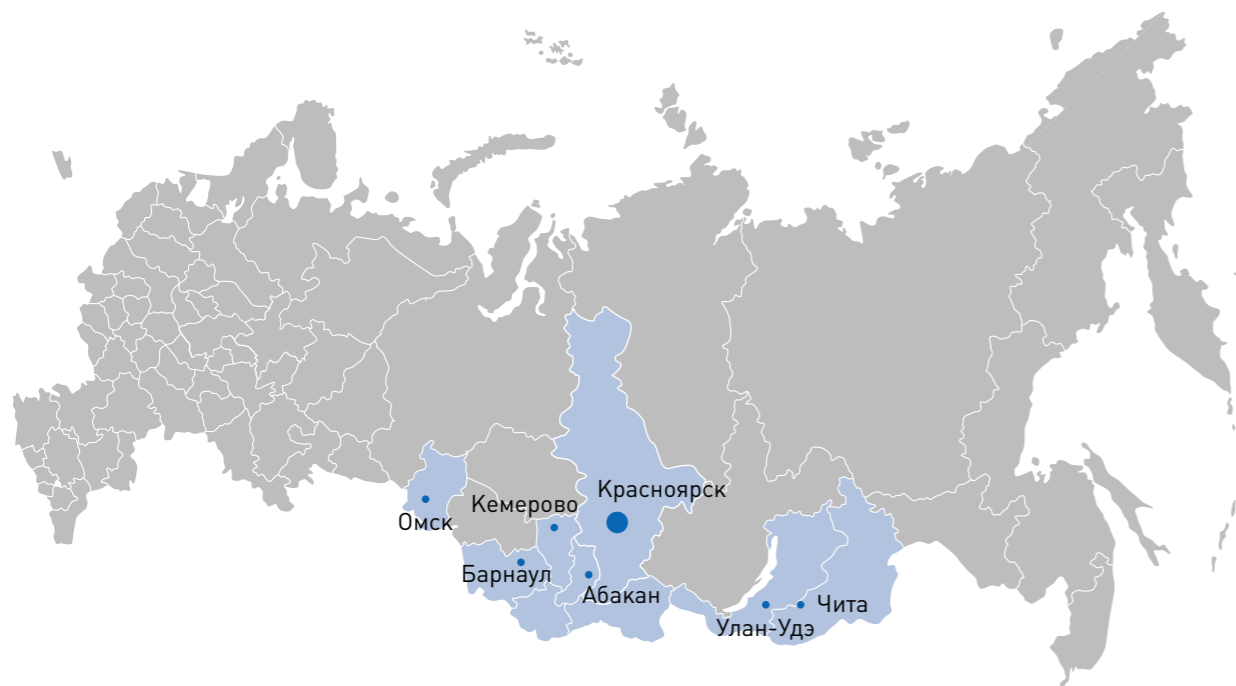 Красноярск
Кемерово
Омск
Барнаул
Абакан
Чита
Улан-Удэ